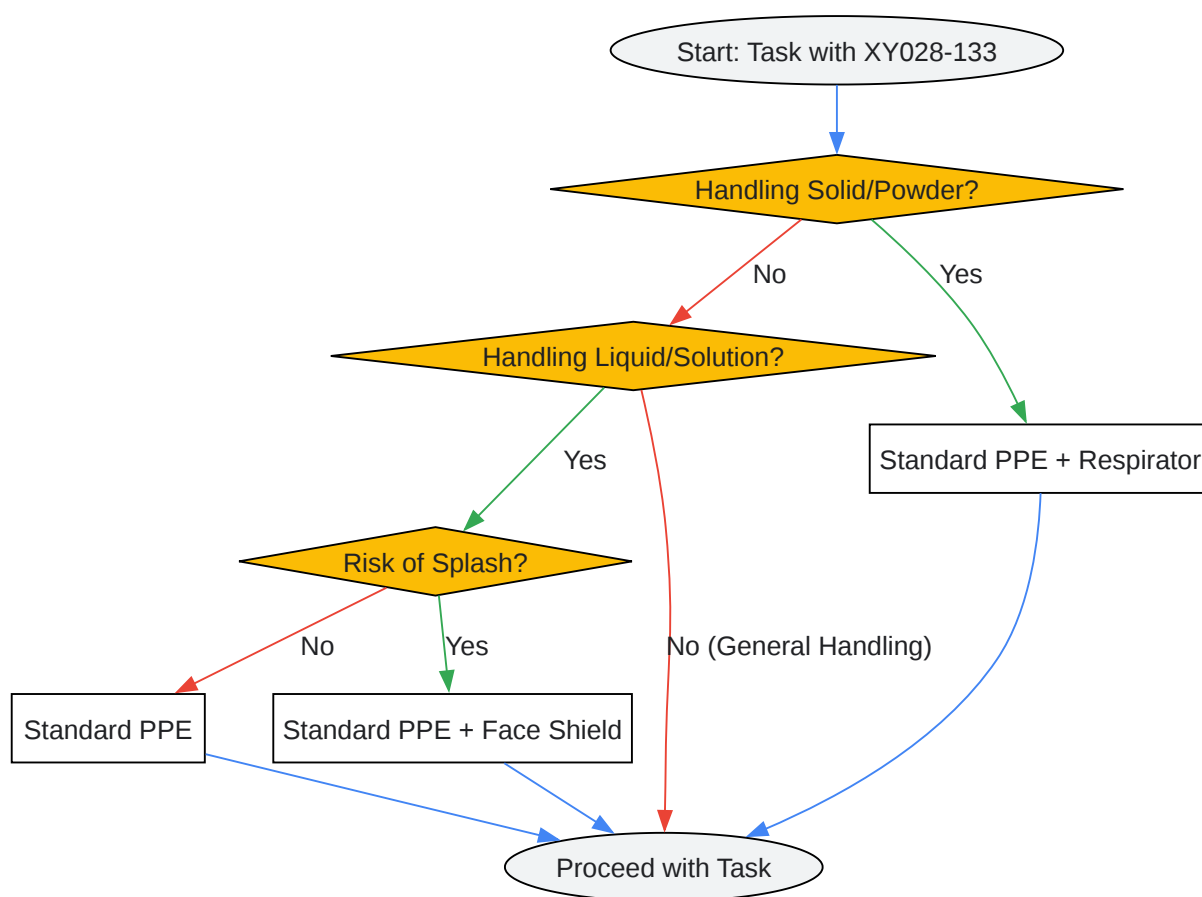 Start: Task with XY028-133
Handling Solid/Powder?
No
Yes
Handling Liquid/Solution?
Yes
Standard PPE + Respirator
Risk of Splash?
No
Yes
No (General Handling)
Standard PPE
Standard PPE + Face Shield
Proceed with Task